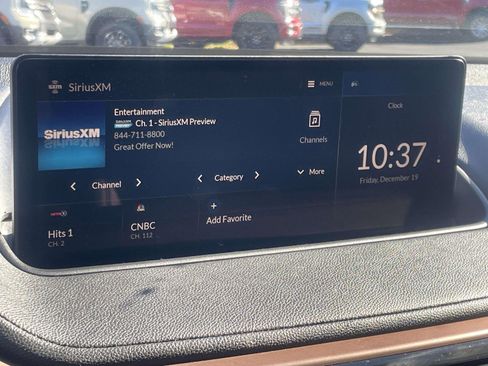 SiriusXM
MENU
Entertainment
Ch. 1 - SiriusXM Preview
844-711-8800
Great Offer Now!
SiriusXM
Channels
Clock
10:37
Friday, December 19
Channel
Category
More
Hits 1
CH. 2
CNBC
CH. 112
+
Add Favorite